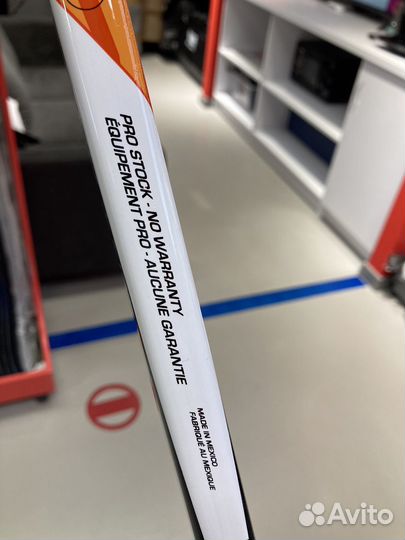 PRO STOCK - NO WARRANTY
ÉQUIPEMENT PRO - AUCUNE GARANTIE
MADE IN MEXICO
FABRIQUÉ AU MEXIQUE
Avito